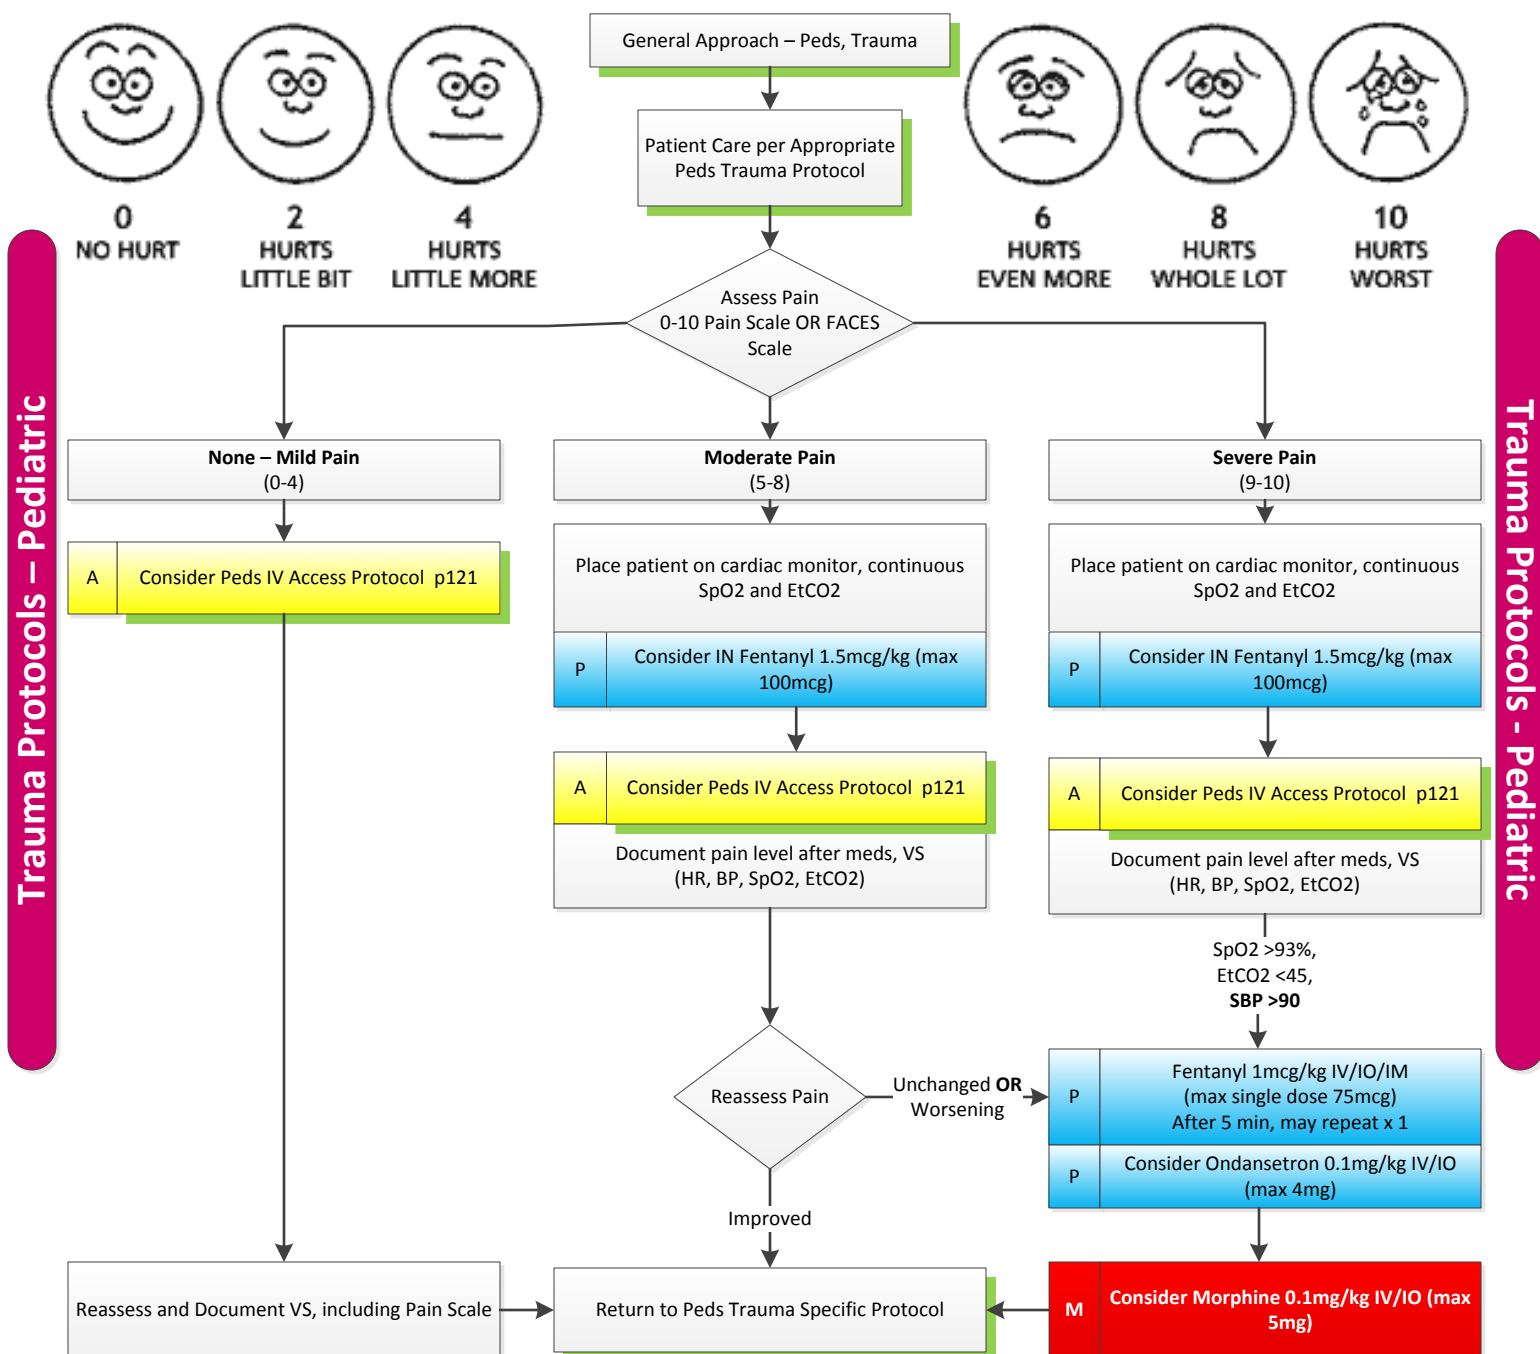 General Approach – Peds, Trauma
Patient Care per Appropriate
Peds Trauma Protocol
0
NO HURT
2
HURTS
LITTLE BIT
4
HURTS
LITTLE MORE
6
HURTS
EVEN MORE
8
HURTS
WHOLE LOT
10
HURTS
WORST
Trauma Protocols – Pediatric
Trauma Protocols - Pediatric
Assess Pain
0-10 Pain Scale OR FACES
Scale
None – Mild Pain
(0-4)
A
Consider Peds IV Access Protocol p121
Moderate Pain
(5-8)
Place patient on cardiac monitor, continuous
SpO2 and EtCO2
P
Consider IN Fentanyl 1.5mcg/kg (max
100mcg)
A
Consider Peds IV Access Protocol p121
Document pain level after meds, VS
(HR, BP, SpO2, EtCO2)
Severe Pain
(9-10)
Place patient on cardiac monitor, continuous
SpO2 and EtCO2
P
Consider IN Fentanyl 1.5mcg/kg (max
100mcg)
A
Consider Peds IV Access Protocol p121
Document pain level after meds, VS
(HR, BP, SpO2, EtCO2)
SpO2 >93%,
EtCO2 <45,
SBP >90
Reassess Pain
Unchanged OR
Worsening
P
Fentanyl 1mcg/kg IV/IO/IM
(max single dose 75mcg)
After 5 min, may repeat x 1
P
Consider Ondansetron 0.1mg/kg IV/IO
(max 4mg)
Improved
Reassess and Document VS, including Pain Scale
Return to Peds Trauma Specific Protocol
M
Consider Morphine 0.1mg/kg IV/IO (max
5mg)